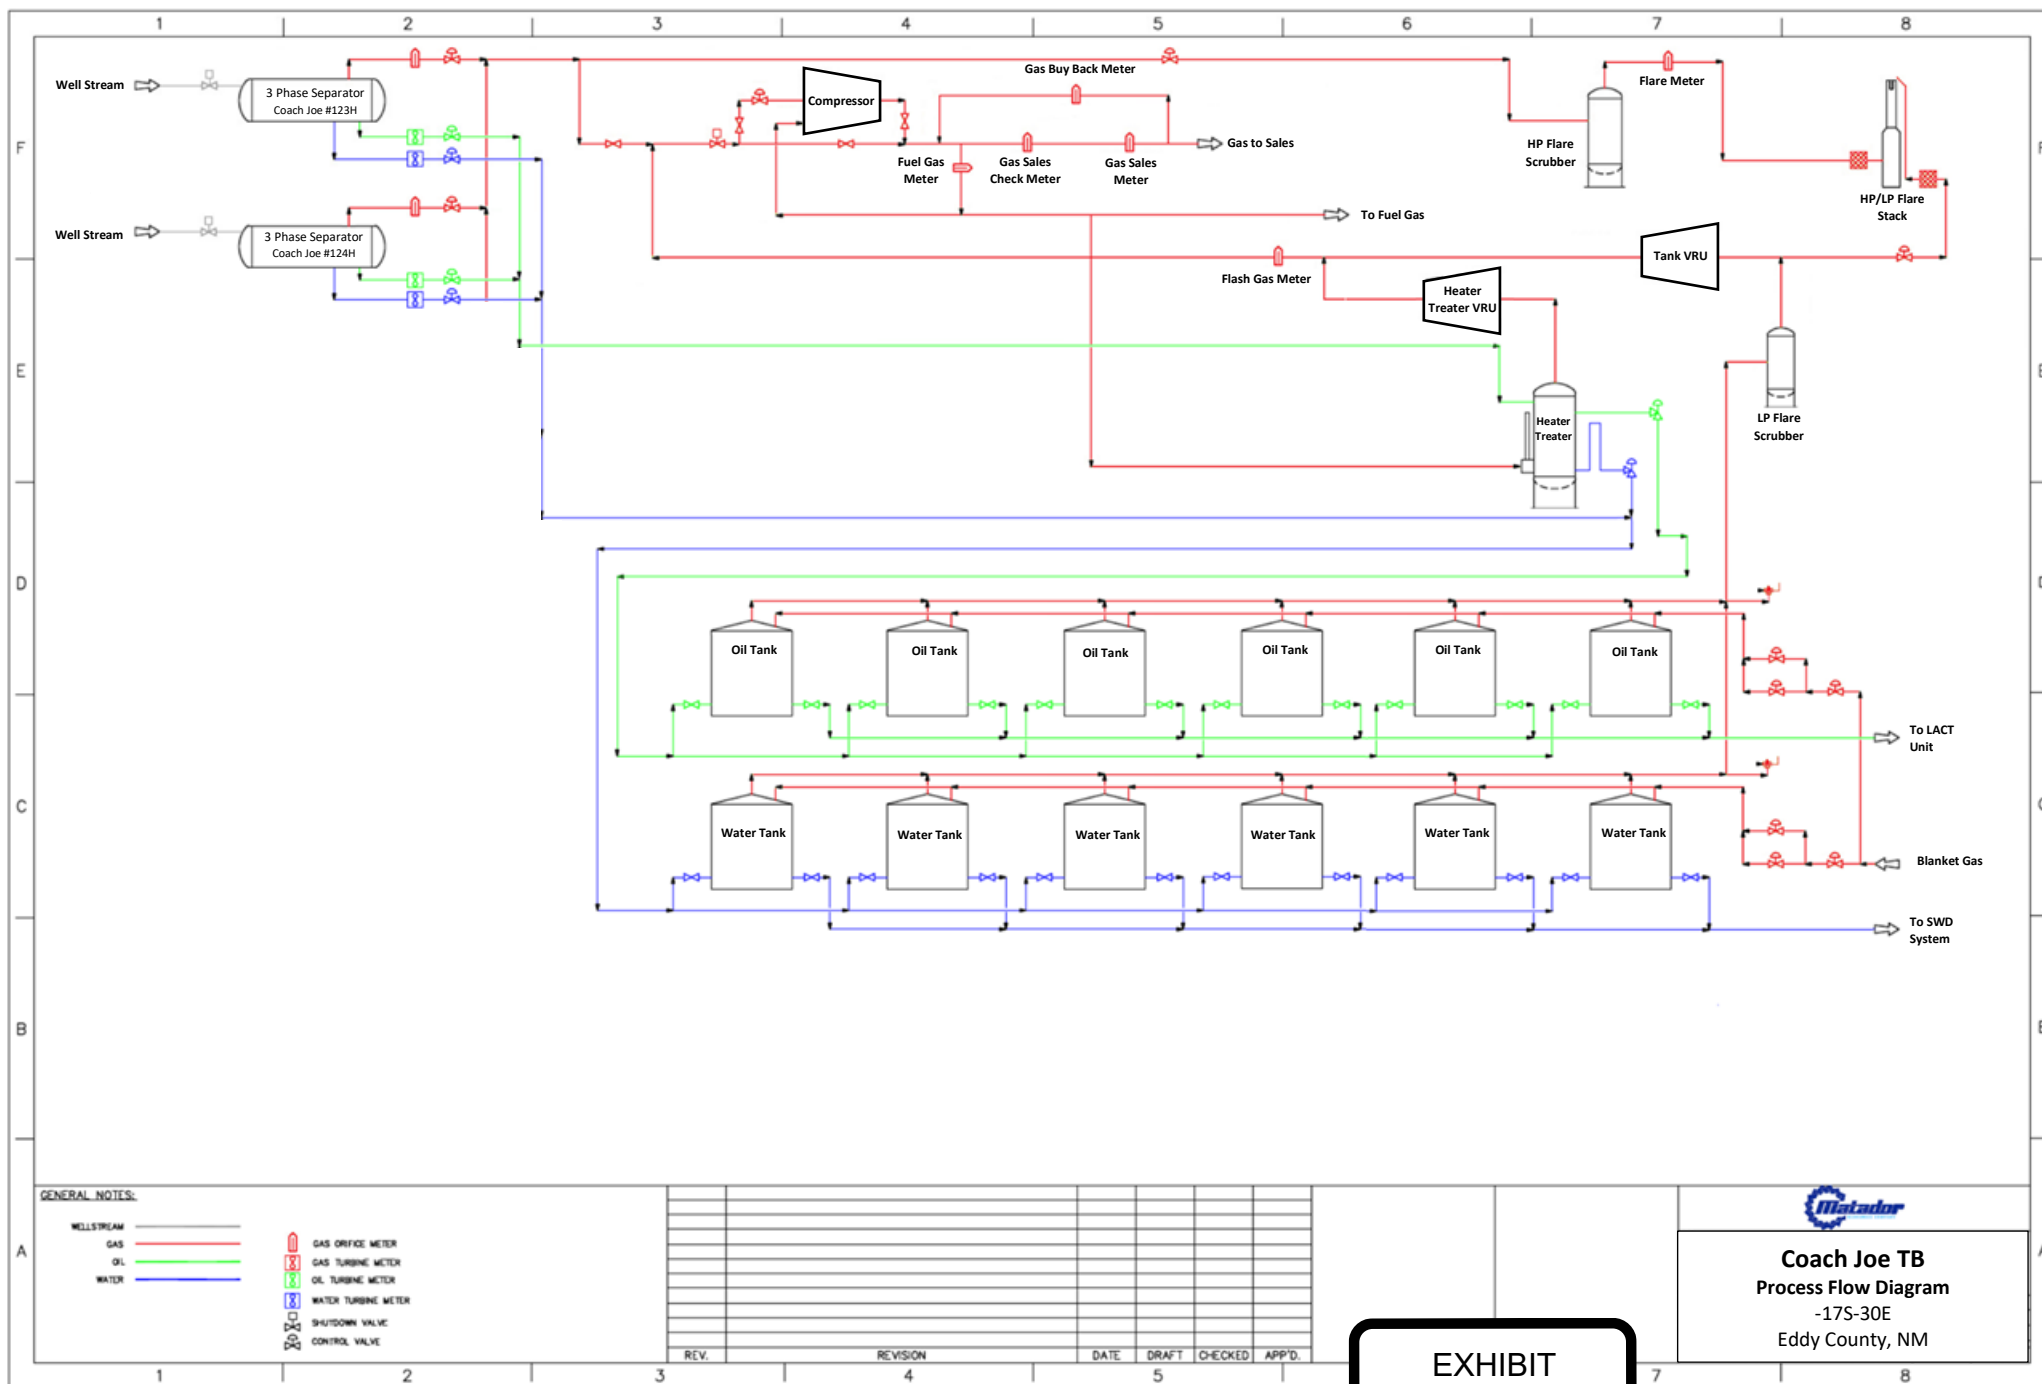 1 2 3 4 5 6 7 8
Well Stream
3 Phase Separator
Coach Joe #123H
Compressor
Gas Buy Back Meter
Flare Meter
F
F
Fuel Gas
Meter
Gas Sales
Check Meter
Gas Sales
Meter
Gas to Sales
HP Flare
Scrubber
HP/LP Flare
Stack
To Fuel Gas
Well Stream
3 Phase Separator
Coach Joe #124H
Flash Gas Meter
Heater
Treater VRU
Tank VRU
E
E
Heater
Treater
LP Flare
Scrubber
D
D
Oil Tank
Oil Tank
Oil Tank
Oil Tank
Oil Tank
Oil Tank
To LACT
Unit
C
C
Water Tank
Water Tank
Water Tank
Water Tank
Water Tank
Water Tank
Blanket Gas
To SWD
System
B
B
A
A
GENERAL NOTES:
WELLSTREAM
GAS
OIL
WATER
GAS ORIFICE METER
GAS TURBINE METER
OIL TURBINE METER
WATER TURBINE METER
SHUTDOWN VALVE
CONTROL VALVE
REV. REVISION DATE DRAFT CHECKED APP'D.
Matador
Coach Joe TB
Process Flow Diagram
-17S-30E
Eddy County, NM
EXHIBIT
1 2 3 4 5 7 8